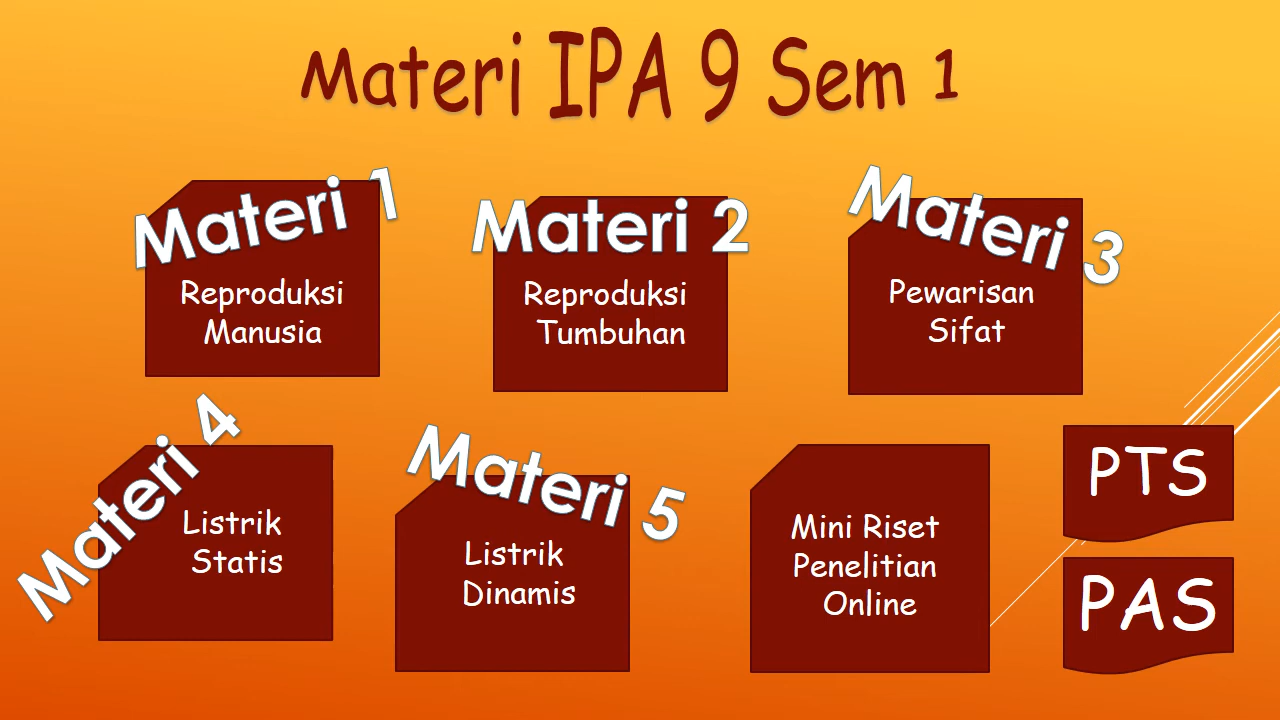 Materi IPA 9 Sem 1
Materi 1
Reproduksi
Manusia
Materi 2
Reproduksi
Tumbuhan
Materi 3
Pewarisan
Sifat
Materi 4
Listrik
Statis
Materi 5
Listrik
Dinamis
Mini Riset
Penelitian
Online
PTS
PAS